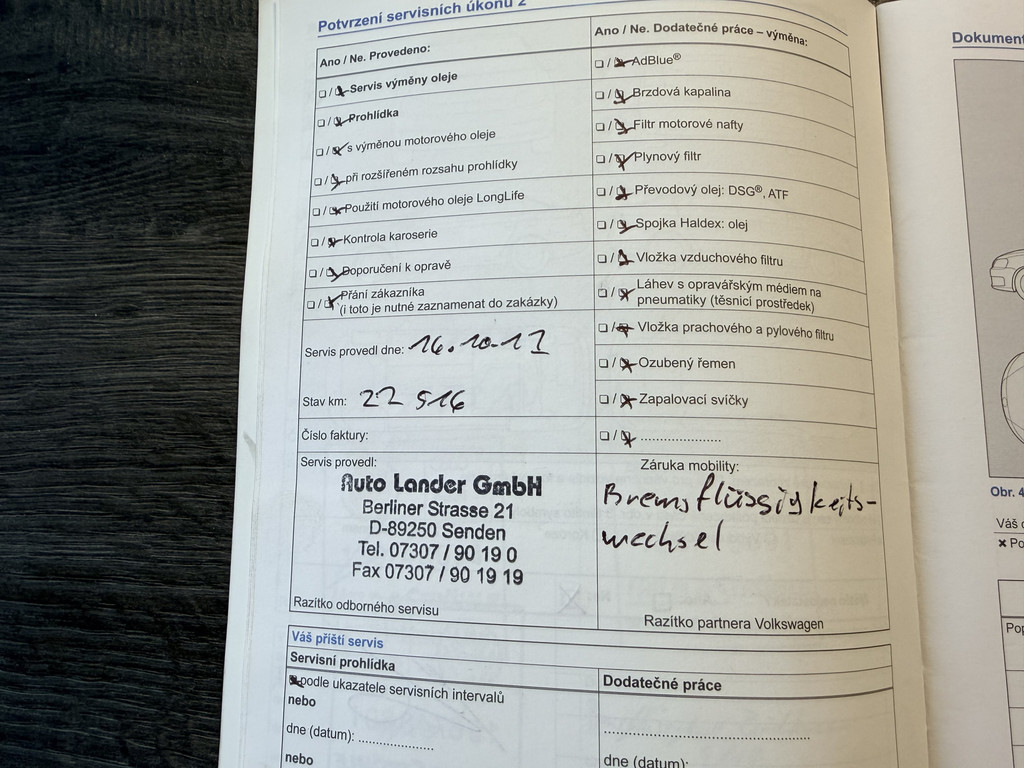 Potvrzení servisních úkonů 2
Ano / Ne. Provedeno:
❏ / ❏ Servis výměny oleje
❏ / ❏ Prohlídka
❏ / ❏ s výměnou motorového oleje
❏ / ❏ při rozšířeném rozsahu prohlídky
❏ / ❏ Použití motorového oleje LongLife
❏ / ❏ Kontrola karoserie
❏ / ❏ Doporučení k opravě
❏ / ❏ Přání zákazníka
(i toto je nutné zaznamenat do zakázky)
Servis provedl dne: 16.10.17
Stav km: 22 516
Číslo faktury:
Servis provedl:
Auto Lander GmbH
Berliner Strasse 21
D-89250 Senden
Tel. 07307 / 90 19 0
Fax 07307 / 90 19 19
Razítko odborného servisu
Ano / Ne. Dodatečné práce – výměna:
❏ / ❏ AdBlue®
❏ / ❏ Brzdová kapalina
❏ / ❏ Filtr motorové nafty
❏ / ❏ Plynový filtr
❏ / ❏ Převodový olej: DSG®, ATF
❏ / ❏ Spojka Haldex: olej
❏ / ❏ Vložka vzduchového filtru
❏ / ❏ Láhev s opravářským médiem na
pneumatiky (těsnicí prostředek)
❏ / ❏ Vložka prachového a pylového filtru
❏ / ❏ Ozubený řemen
❏ / ❏ Zapalovací svíčky
❏ / ❏ ......................
Záruka mobility:
Bremsflüssigkeits-
wechsel
Razítko partnera Volkswagen
Váš příští servis
Servisní prohlídka
❏ podle ukazatele servisních intervalů
nebo
dne (datum): ....................
nebo
Dodatečné práce
......................................................
dne (datum):
Dokument
Obr. 4
Váš
✖ Po
Pop